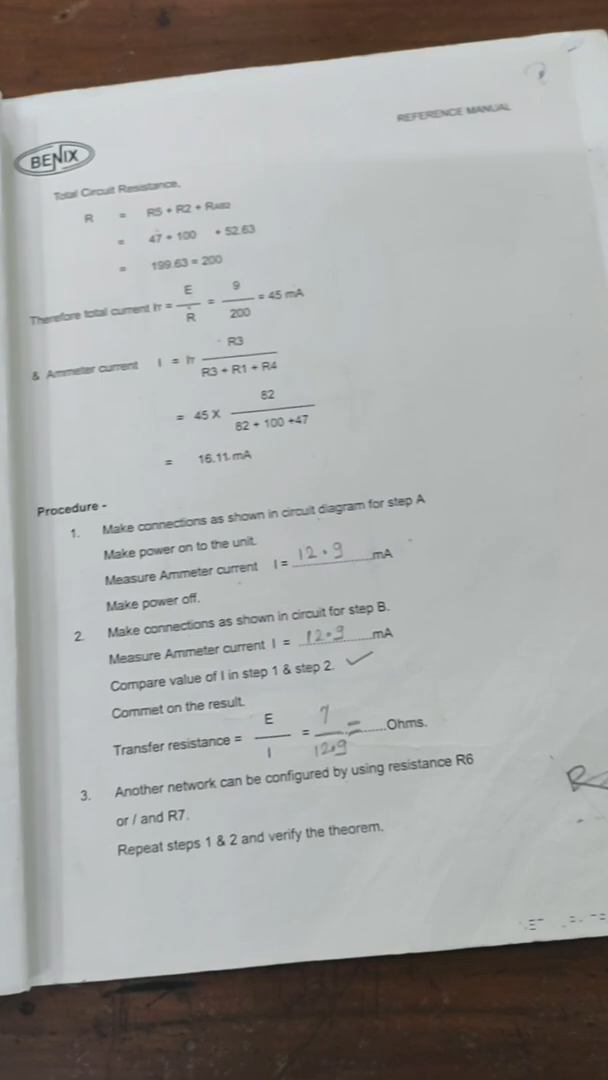 REFERENCE MANUAL
BENIX
Total Circuit Resistance,
R = R5 + R2 + RAB2
= 47 + 100 + 52.63
= 199.63 = 200
Therefore total current IT = E / R = 9 / 200 = 45 mA
& Ammeter current I = IT R3 / R3 + R1 + R4
= 45 X 82 / 82 + 100 +47
= 16.11 mA
Procedure -
1. Make connections as shown in circuit diagram for step A
Make power on to the unit.
Measure Ammeter current I = 12.9 mA
Make power off.
2. Make connections as shown in circuit for step B.
Measure Ammeter current I = 12.9 mA
Compare value of I in step 1 & step 2.
Commet on the result.
Transfer resistance = E / I = 7 / 12.9 = ......Ohms.
3. Another network can be configured by using resistance R6
or / and R7.
Repeat steps 1 & 2 and verify the theorem.